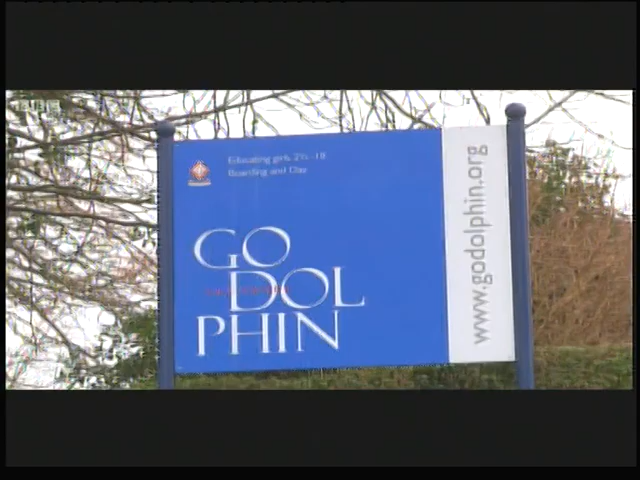 Educating girls 2½ -18
Boarding and Day
GO
DOL
PHIN
www.godolphin.org